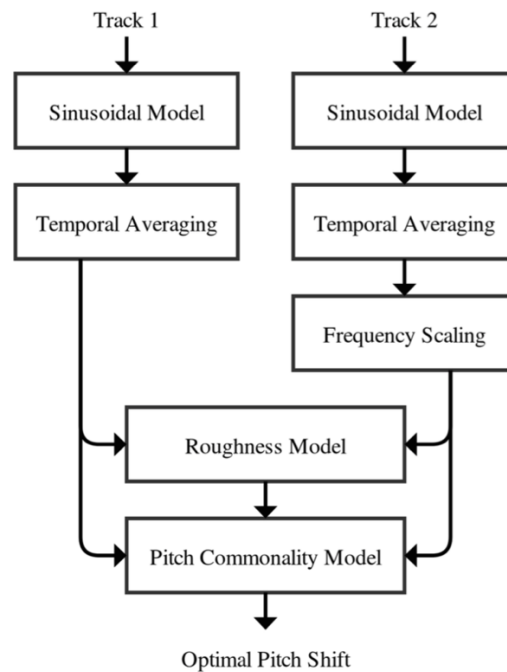 Track 1
Track 2
Sinusoidal Model
Sinusoidal Model
Temporal Averaging
Temporal Averaging
Frequency Scaling
Roughness Model
Pitch Commonality Model
Optimal Pitch Shift